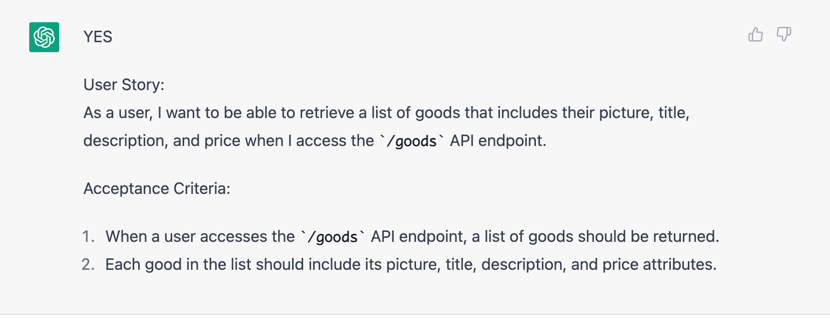 YES
User Story:
As a user, I want to be able to retrieve a list of goods that includes their picture, title,
description, and price when I access the `/goods` API endpoint.
Acceptance Criteria:
1. When a user accesses the `/goods` API endpoint, a list of goods should be returned.
2. Each good in the list should include its picture, title, description, and price attributes.